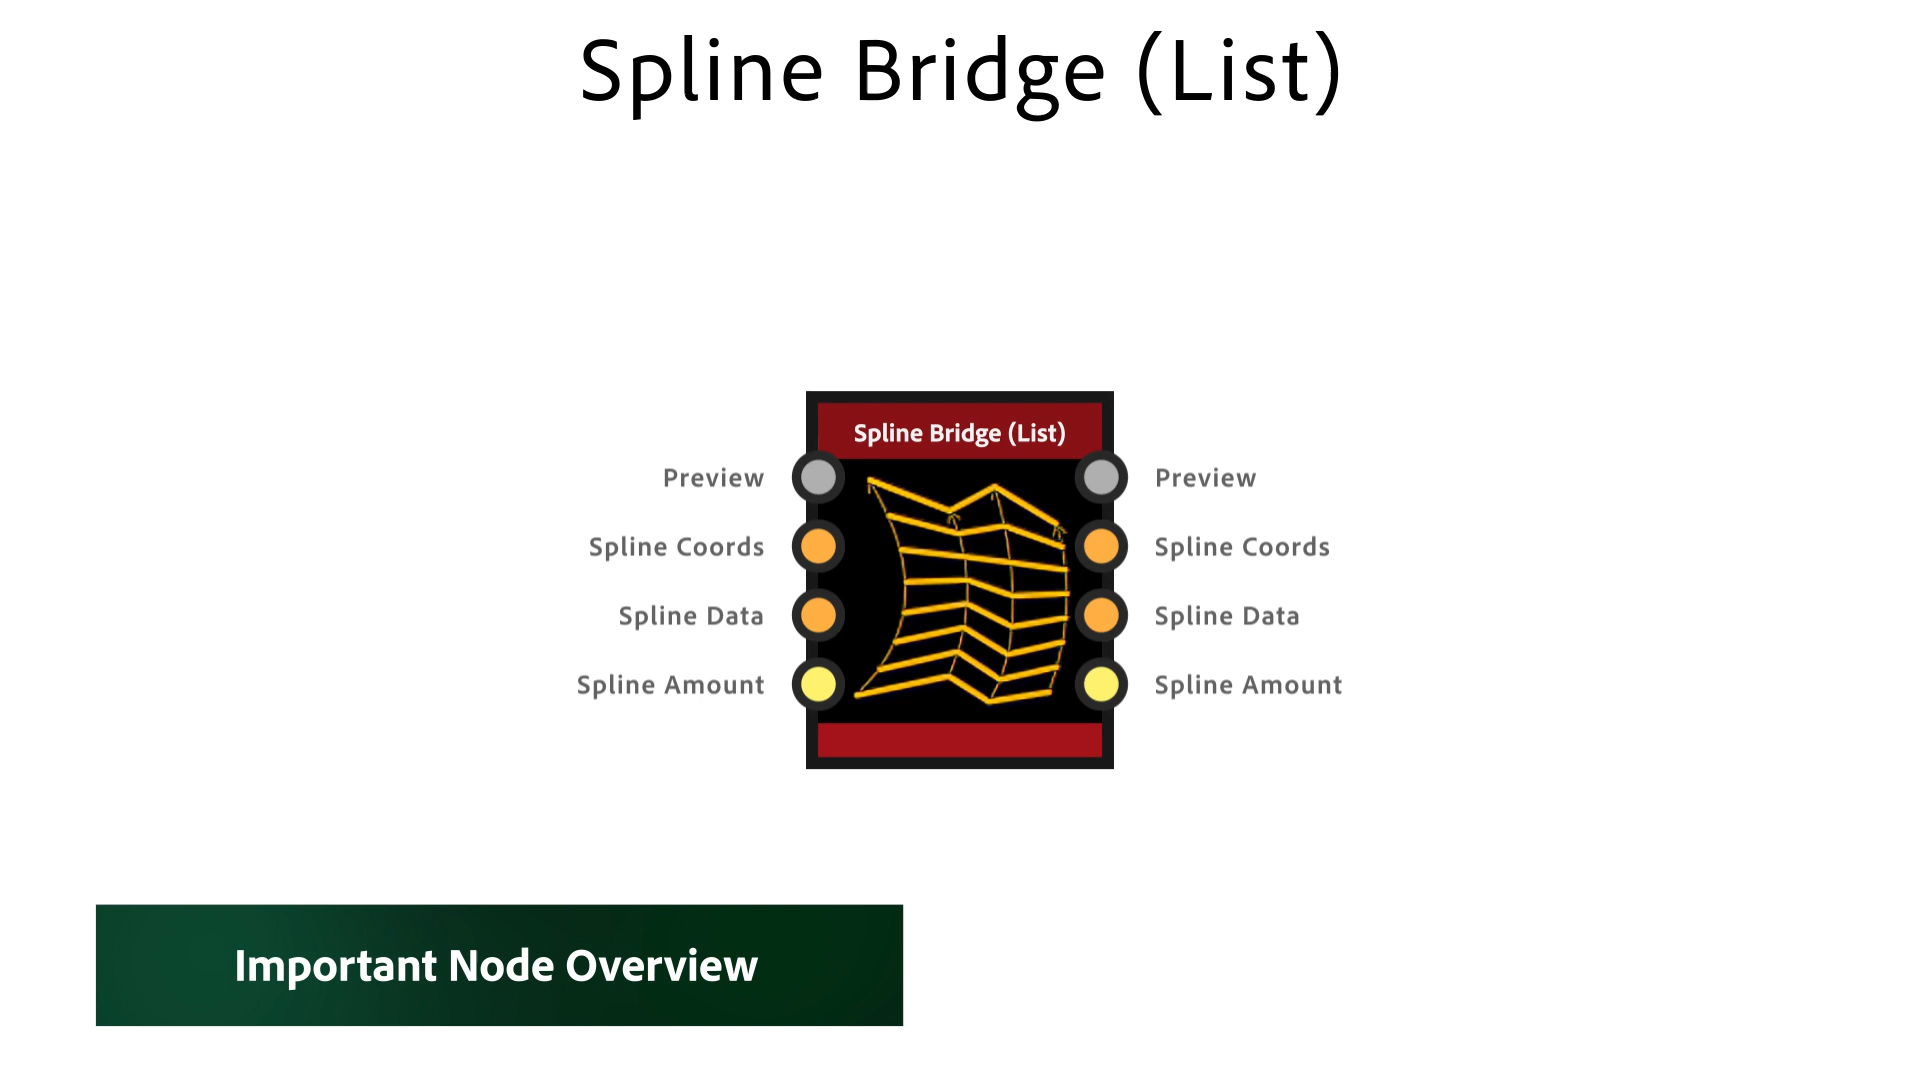 Spline Bridge (List)
Spline Bridge (List)
Preview
Preview
Spline Coords
Spline Coords
Spline Data
Spline Data
Spline Amount
Spline Amount
Important Node Overview